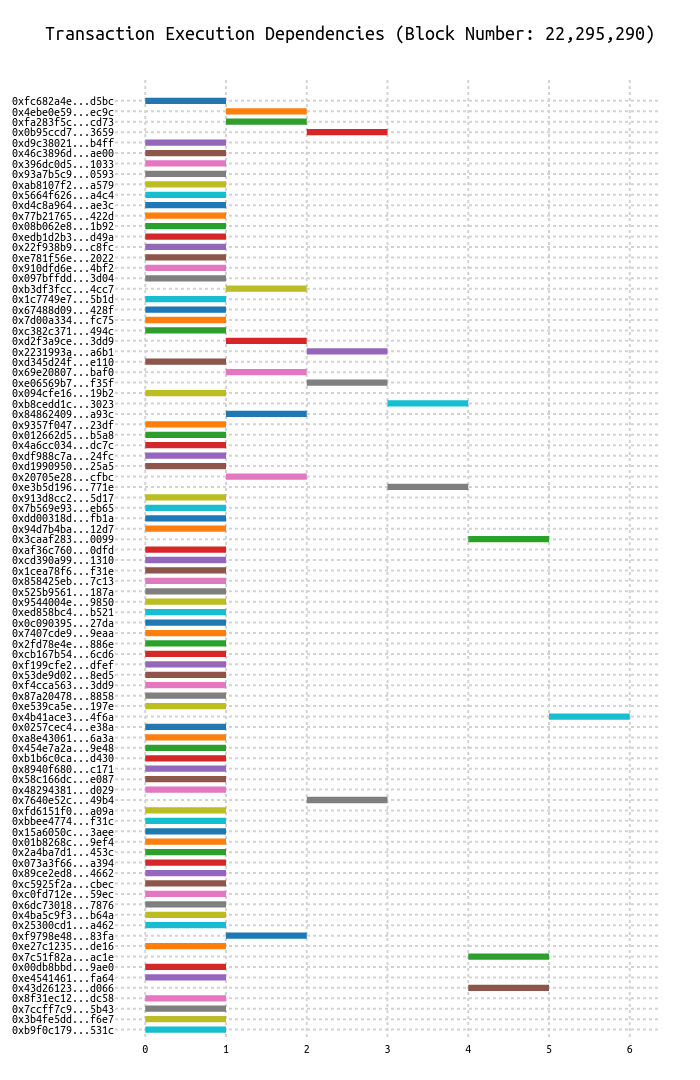 Transaction Execution Dependencies (Block Number: 22,295,290)
0xfc682a4e...d5bc
0x4ebe0e59...ec9c
0xfa283f5c...cd73
0x0b95ccd7...3659
0xd9c38021...b4ff
0x46c3896d...ae00
0x396dc0d5...1033
0x93a7b5c9...0593
0xab8107f2...a579
0x5664f626...a4c4
0xd4c8a964...ae3c
0x77b21765...422d
0x08b062e8...1b92
0xedb1d2b3...d49a
0x22f938b9...c8fc
0xe781f56e...2022
0x910dfd6e...4bf2
0x097bffdd...3d04
0xb3df3fcc...4cc7
0x1c7749e7...5b1d
0x67488d09...428f
0x7d00a334...fc75
0xc382c371...494c
0xd2f3a9ce...3dd9
0x2231993a...a6b1
0xd345d24f...e110
0x69e20807...baf0
0xe06569b7...f35f
0x094cfe16...19b2
0xb8cedd1c...3023
0x84862409...a93c
0x9357f047...23df
0x012662d5...b5a8
0x4a6cc034...dc7c
0xdf988c7a...24fc
0xd1990950...25a5
0x20705e28...cfbc
0xe3b5d196...771e
0x913d8cc2...5d17
0x7b569e93...eb65
0xdd00318d...fb1a
0x94d7b4ba...12d7
0x3caaf283...0099
0xaf36c760...0dfd
0xcd390a99...1310
0x1cea78f6...f31e
0x858425eb...7c13
0x525b9561...187a
0x9544004e...9850
0xed858bc4...b521
0x0c090395...27da
0x7407cde9...9eaa
0x2fd78e4e...886e
0xcb167b54...6cd6
0xf199cfe2...dfef
0x53de9d02...8ed5
0xf4cca563...3dd9
0x87a20478...8858
0xe539ca5e...197e
0x4b41ace3...4f6a
0x0257cec4...e38a
0xa8e43061...6a3a
0x454e7a2a...9e48
0xb1b6c0ca...d430
0x8940f680...c171
0x58c166dc...e087
0x48294381...d029
0x7640e52c...49b4
0xfd6151f0...a09a
0xbbee4774...f31c
0x15a6050c...3aee
0x01b8268c...9ef4
0x2a4ba7d1...453c
0x073a3f66...a394
0x89ce2ed8...4662
0xc5925f2a...cbec
0xc0fd712e...59ec
0x6dc73018...7876
0x4ba5c9f3...b64a
0x25300cd1...a462
0xf9798e48...83fa
0xe27c1235...de16
0x7c51f82a...ac1e
0x00db8bbd...9ae0
0xe4541461...fa64
0x43d26123...d066
0x8f31ec12...dc58
0x7ccff7c9...5b43
0x3b4fe5dd...f6e7
0xb9f0c179...531c
0 1 2 3 4 5 6